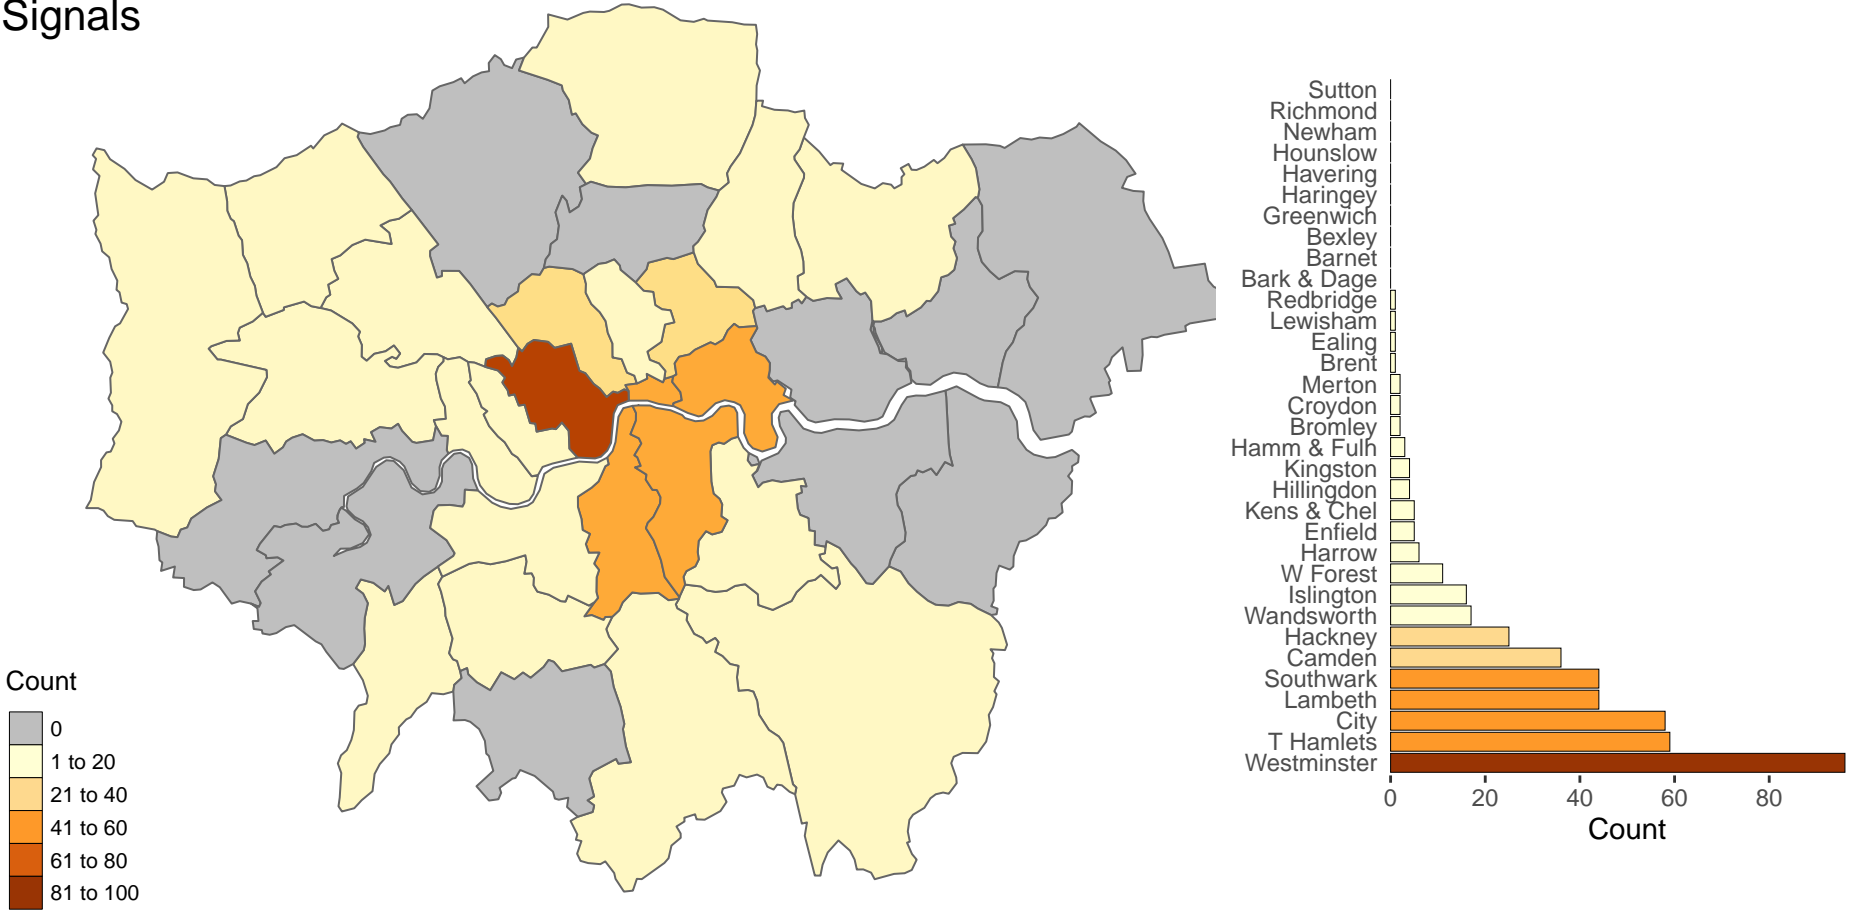 Signals
Count
0
1 to 20
21 to 40
41 to 60
61 to 80
81 to 100
Sutton
Richmond
Newham
Hounslow
Havering
Haringey
Greenwich
Bexley
Barnet
Bark & Dage
Redbridge
Lewisham
Ealing
Brent
Merton
Croydon
Bromley
Hamm & Fulh
Kingston
Hillingdon
Kens & Chel
Enfield
Harrow
W Forest
Islington
Wandsworth
Hackney
Camden
Southwark
Lambeth
City
T Hamlets
Westminster
0 20 40 60 80
Count